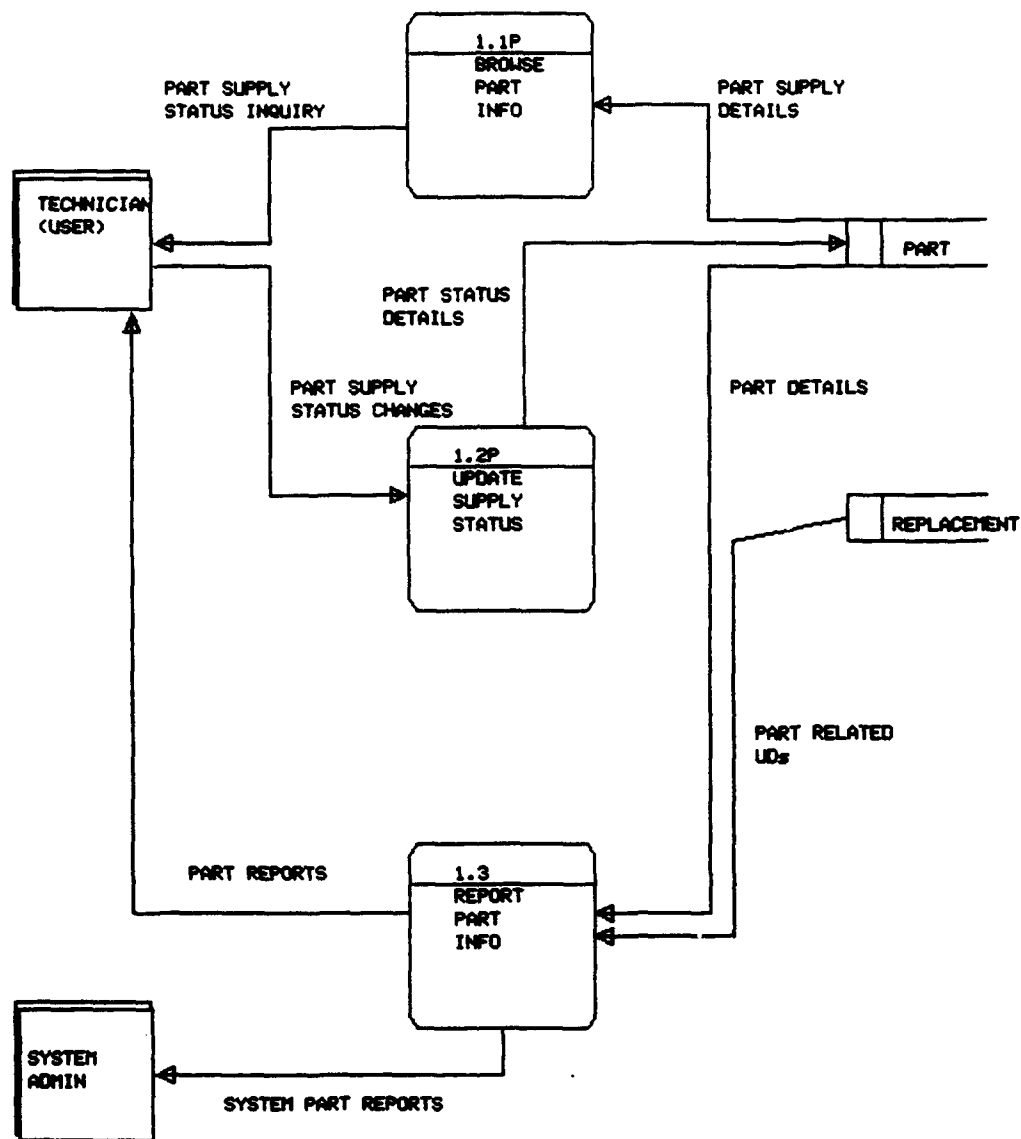 1.1P
BROWSE
PART
INFO
PART SUPPLY
STATUS INQUIRY
PART SUPPLY
DETAILS
TECHNICIAN
(USER)
PART
PART STATUS
DETAILS
PART SUPPLY
STATUS CHANGES
PART DETAILS
1.2P
UPDATE
SUPPLY
STATUS
REPLACEMENT
PART RELATED
UDs
PART REPORTS
1.3
REPORT
PART
INFO
SYSTEM
ADMIN
SYSTEM PART REPORTS